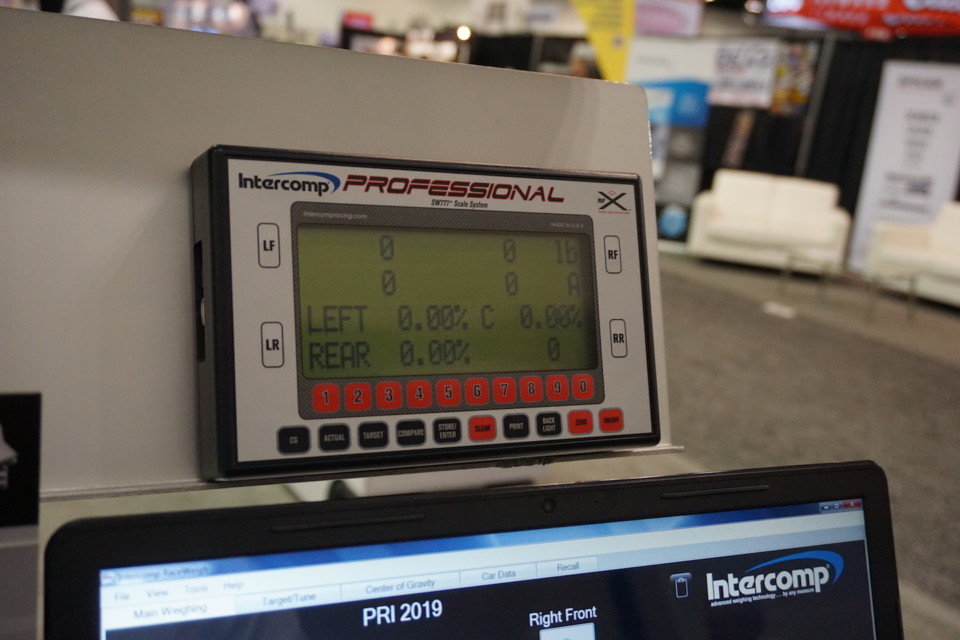 Intercomp PROFESSIONAL
SW777™ Scale System
RFX
intercompracing.com
MADE IN U.S.A.
LF
RF
LR
RR
0 0 lb
0 0 A
LEFT 0.00% C 0.00%
REAR 0.00% 0
1 2 3 4 5 6 7 8 9 0
CG ACTUAL TARGET COMPARE STORE/ENTER CLEAR PRINT BACK LIGHT ZERO ON/OFF
Intercomp RaceWeigh
File View Tools Help
Main Weighing Target/Tune Center of Gravity Car Data Recall
PRI 2019
Right Front
Intercomp
advanced weighing technology . . . by any measure